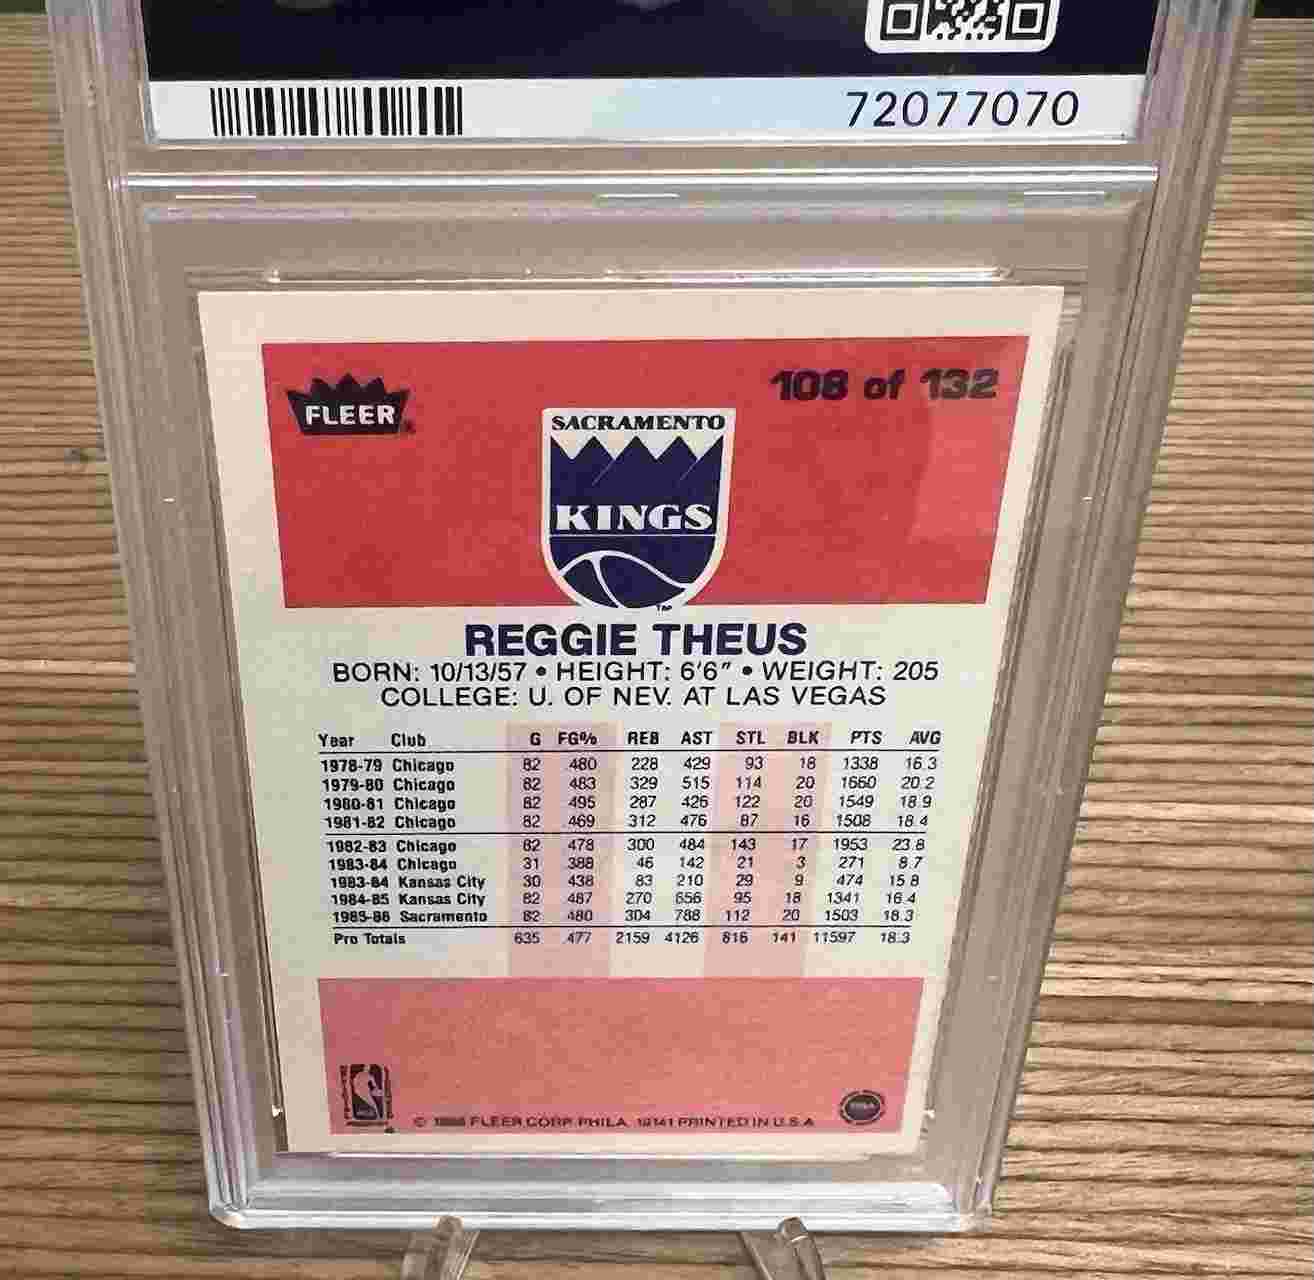 72077070
FLEER
108 of 132
SACRAMENTO
KINGS
TM
REGGIE THEUS
BORN: 10/13/57 • HEIGHT: 6'6" • WEIGHT: 205
COLLEGE: U. OF NEV. AT LAS VEGAS
Year Club G FG% REB AST STL BLK PTS AVG
1978-79 Chicago 82 .480 228 429 93 18 1338 16.3
1979-80 Chicago 82 .483 329 515 114 20 1660 20.2
1980-81 Chicago 82 .495 287 426 122 20 1549 18.9
1981-82 Chicago 82 .469 312 476 87 16 1508 18.4
1982-83 Chicago 82 .478 300 484 143 17 1953 23.8
1983-84 Chicago 31 .388 46 142 21 3 271 8.7
1983-84 Kansas City 30 .438 83 210 29 9 474 15.8
1984-85 Kansas City 82 .487 270 656 95 18 1341 16.4
1985-86 Sacramento 82 .480 304 788 112 20 1503 18.3
Pro Totals 635 .477 2159 4126 816 141 11597 18.3
© 1986 FLEER CORP. PHILA. 19141 PRINTED IN U.S.A.